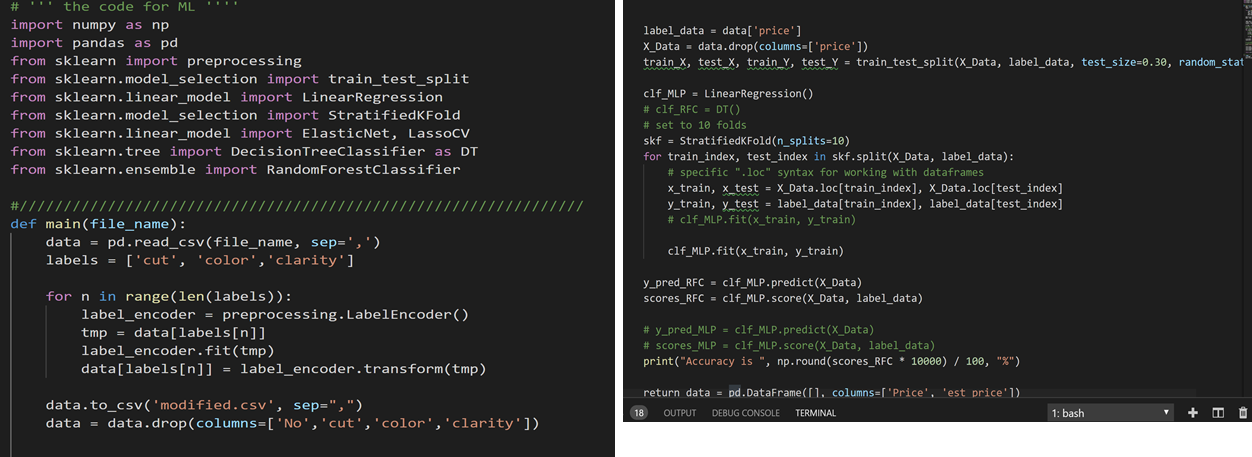 # ''' the code for ML ''''
import numpy as np
import pandas as pd
from sklearn import preprocessing
from sklearn.model_selection import train_test_split
from sklearn.linear_model import LinearRegression
from sklearn.model_selection import StratifiedKFold
from sklearn.linear_model import ElasticNet, LassoCV
from sklearn.tree import DecisionTreeClassifier as DT
from sklearn.ensemble import RandomForestClassifier
#////////////////////////////////////////////////////////////////
def main(file_name):
    data = pd.read_csv(file_name, sep=',')
    labels = ['cut', 'color','clarity']
    for n in range(len(labels)):
        label_encoder = preprocessing.LabelEncoder()
        tmp = data[labels[n]]
        label_encoder.fit(tmp)
        data[labels[n]] = label_encoder.transform(tmp)
    data.to_csv('modified.csv', sep=",")
    data = data.drop(columns=['No','cut','color','clarity'])
label_data = data['price']
X_Data = data.drop(columns=['price'])
train_X, test_X, train_Y, test_Y = train_test_split(X_Data, label_data, test_size=0.30, random_stat
clf_MLP = LinearRegression()
# clf_RFC = DT()
# set to 10 folds
skf = StratifiedKFold(n_splits=10)
for train_index, test_index in skf.split(X_Data, label_data):
    # specific ".loc" syntax for working with dataframes
    x_train, x_test = X_Data.loc[train_index], X_Data.loc[test_index]
    y_train, y_test = label_data[train_index], label_data[test_index]
    # clf_MLP.fit(x_train, y_train)
    clf_MLP.fit(x_train, y_train)
y_pred_RFC = clf_MLP.predict(X_Data)
scores_RFC = clf_MLP.score(X_Data, label_data)
# y_pred_MLP = clf_MLP.predict(X_Data)
# scores_MLP = clf_MLP.score(X_Data, label_data)
print("Accuracy is ", np.round(scores_RFC * 10000) / 100, "%")
return data = pd.DataFrame([], columns=['Price', 'est price'])
18 OUTPUT DEBUG CONSOLE TERMINAL 1: bash